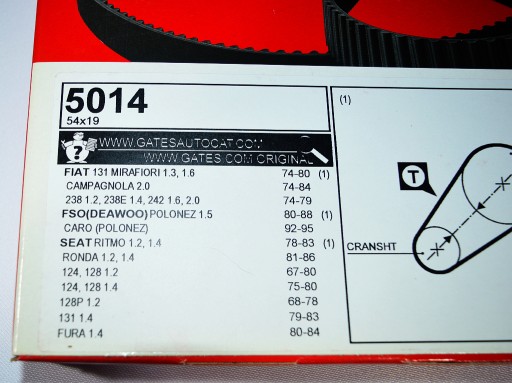 5014
54x19
WWW.GATESAUTOCAT.COM
WWW.GATES.COM ORIGINAL
FIAT 131 MIRAFIORI 1.3, 1.6 74-80 (1)
CAMPAGNOLA 2.0 74-84
238 1.2, 238E 1.4, 242 1.6, 2.0 74-79
FSO(DEAWOO) POLONEZ 1.5 80-88 (1)
CARO (POLONEZ) 92-95
SEAT RITMO 1.2, 1.4 78-83 (1)
RONDA 1.2, 1.4 81-86
124, 128 1.2 67-80
124, 128 1.4 75-80
128P 1.2 68-78
131 1.4 79-83
FURA 1.4 80-84
(1)
T
CRANSHT